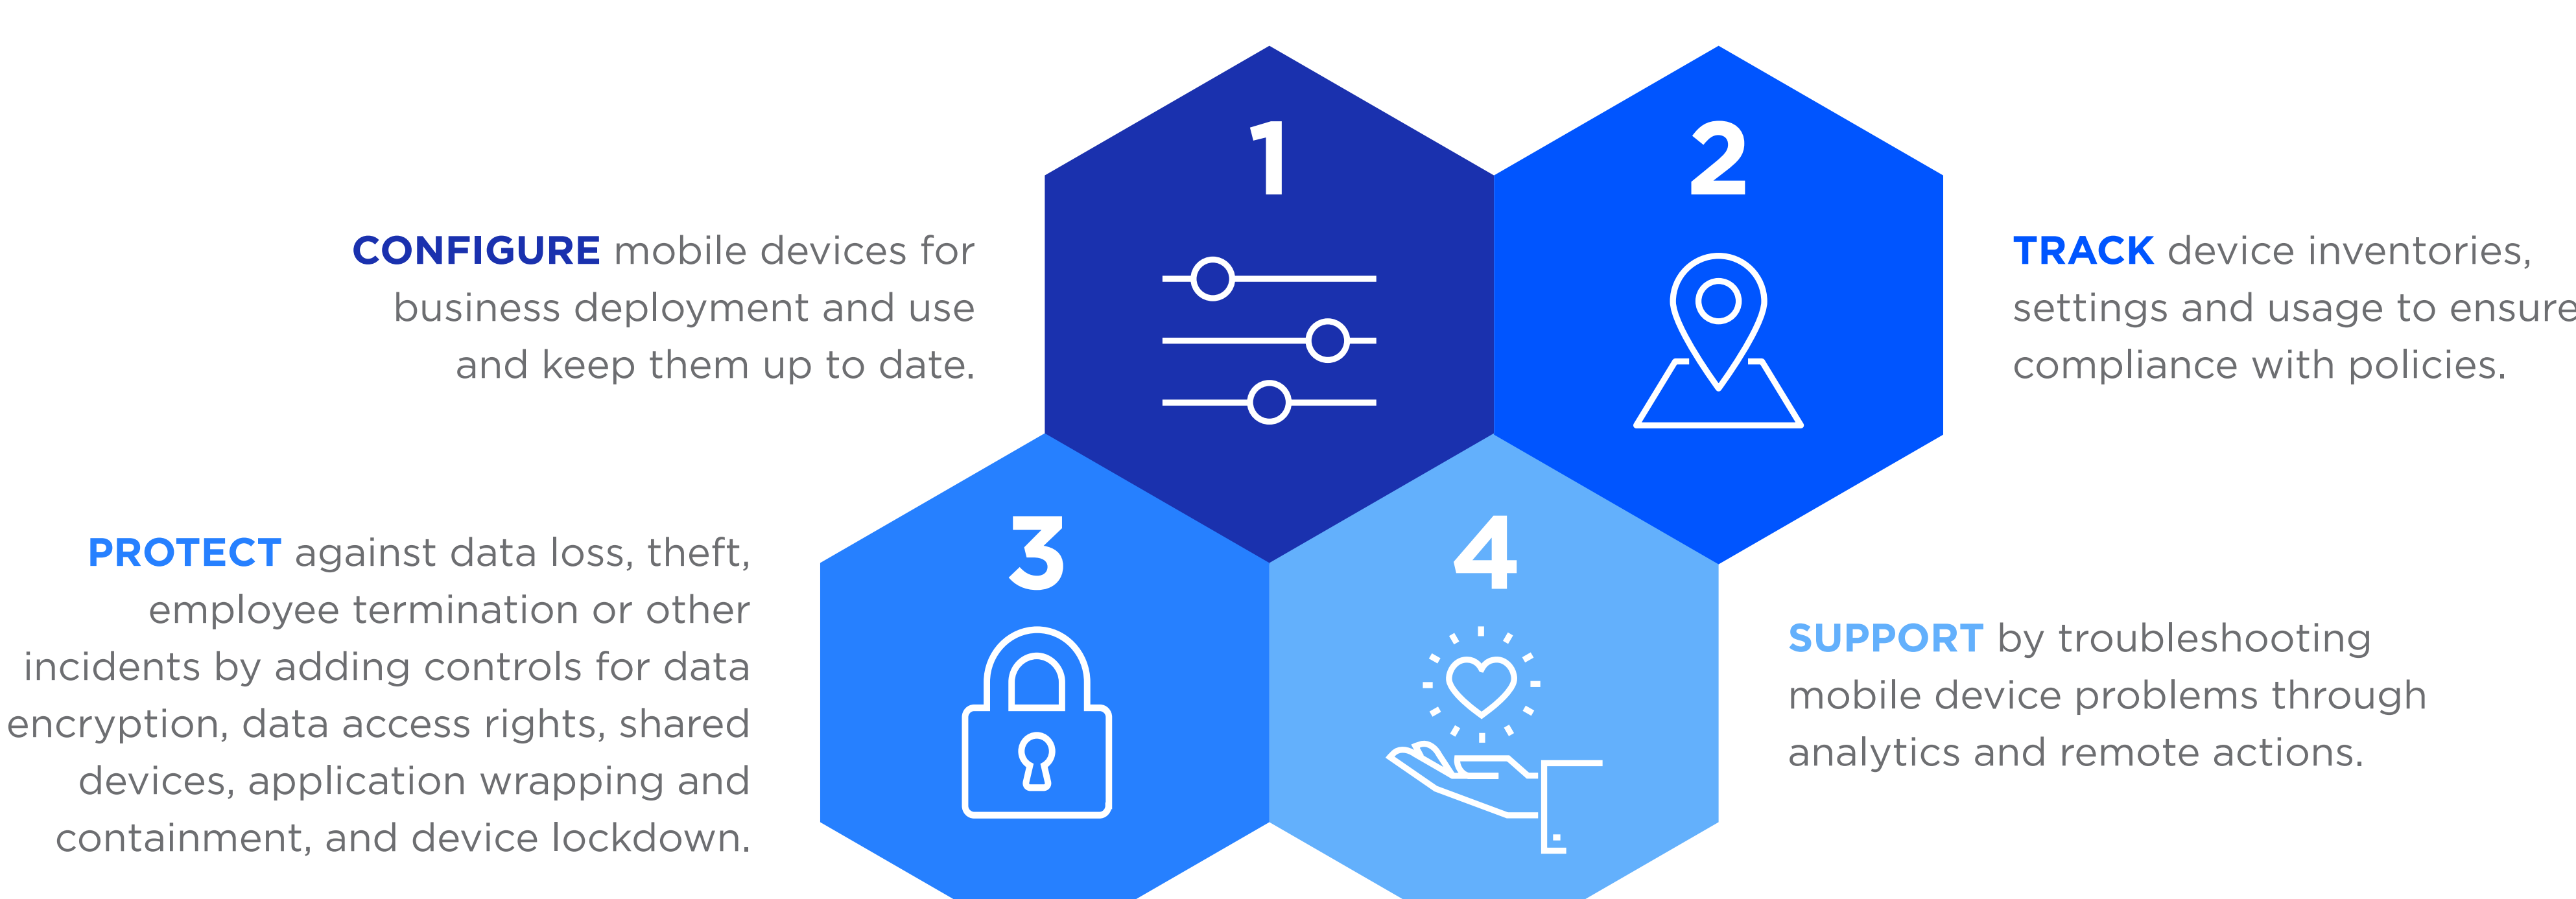 1
CONFIGURE mobile devices for
business deployment and use
and keep them up to date.
2
TRACK device inventories,
settings and usage to ensure
compliance with policies.
3
PROTECT against data loss, theft,
employee termination or other
incidents by adding controls for data
encryption, data access rights, shared
devices, application wrapping and
containment, and device lockdown.
4
SUPPORT by troubleshooting
mobile device problems through
analytics and remote actions.